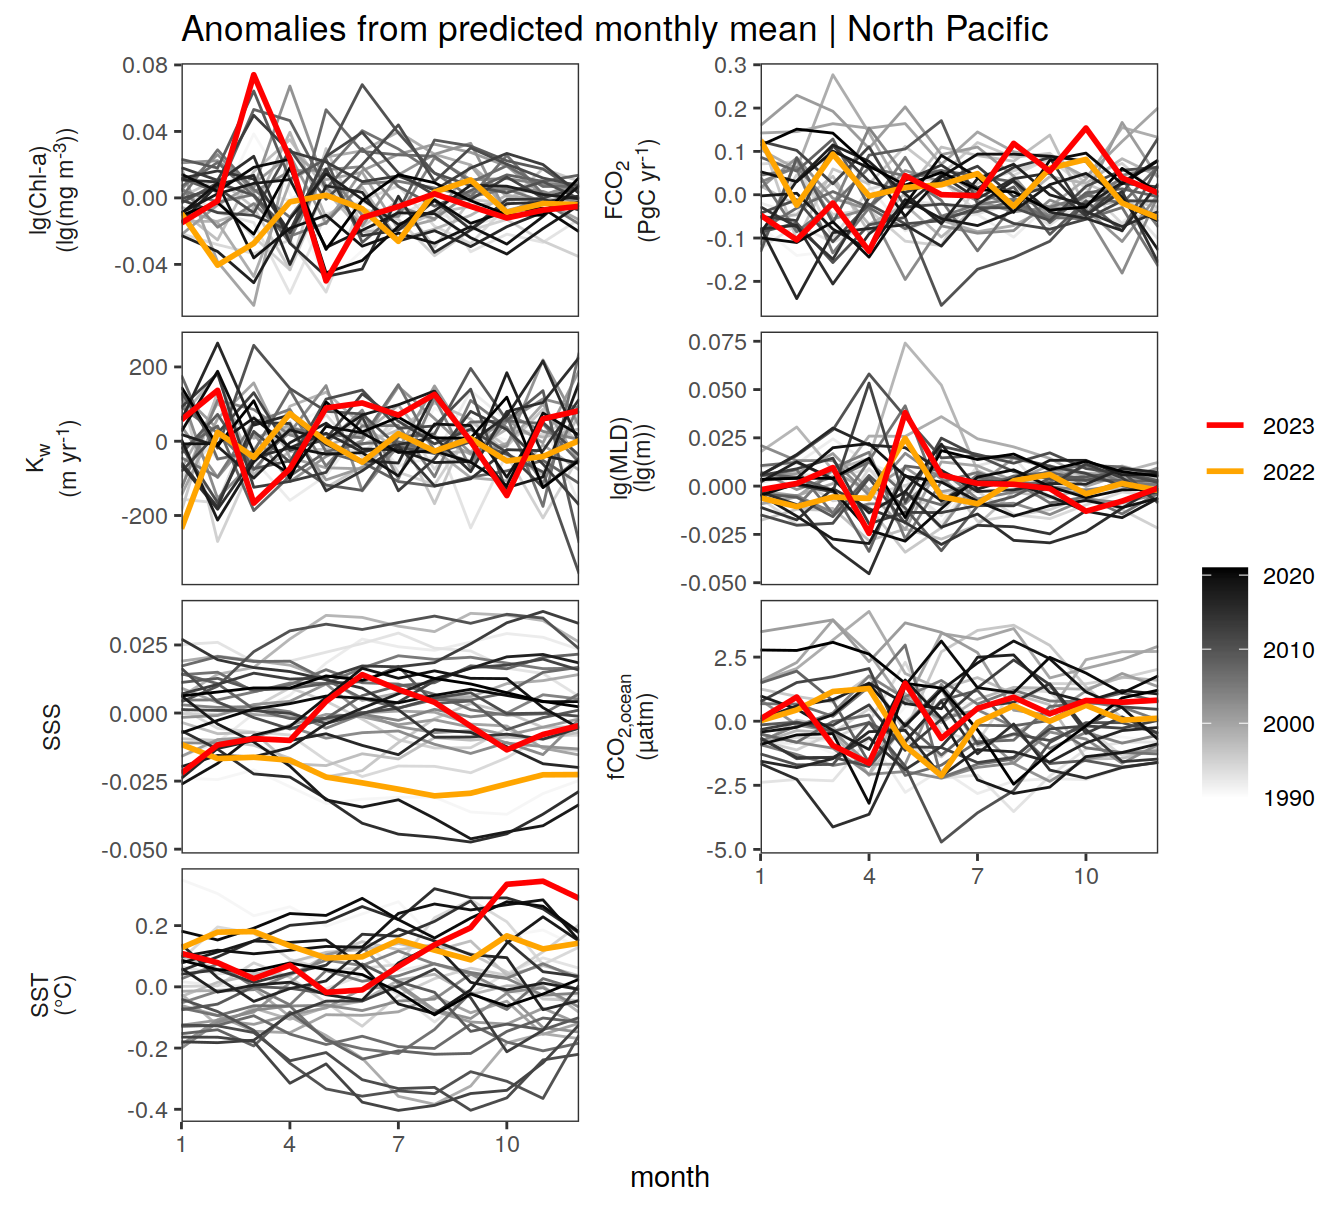 Anomalies from predicted monthly mean | North Pacific
lg(Chl-a)
(lg(mg m⁻³))
0.08
0.04
0.00
-0.04
FCO₂
(PgC yr⁻¹)
0.3
0.2
0.1
0.0
-0.1
-0.2
K_w
(m yr⁻¹)
200
0
-200
lg(MLD)
(lg(m))
0.075
0.050
0.025
0.000
-0.025
-0.050
SSS
0.025
0.000
-0.025
-0.050
fCO₂,ocean
(µatm)
2.5
0.0
-2.5
-5.0
1 4 7 10
SST
(°C)
0.2
0.0
-0.2
-0.4
1 4 7 10
month
2023
2022
2020
2010
2000
1990